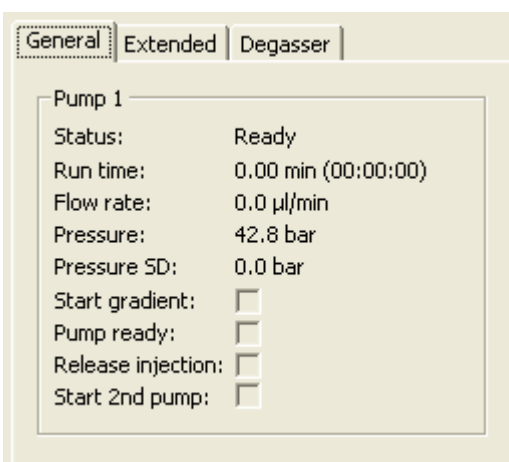 General Extended Degasser
Pump 1
Status: Ready
Run time: 0.00 min (00:00:00)
Flow rate: 0.0 µl/min
Pressure: 42.8 bar
Pressure SD: 0.0 bar
Start gradient:
Pump ready:
Release injection:
Start 2nd pump: